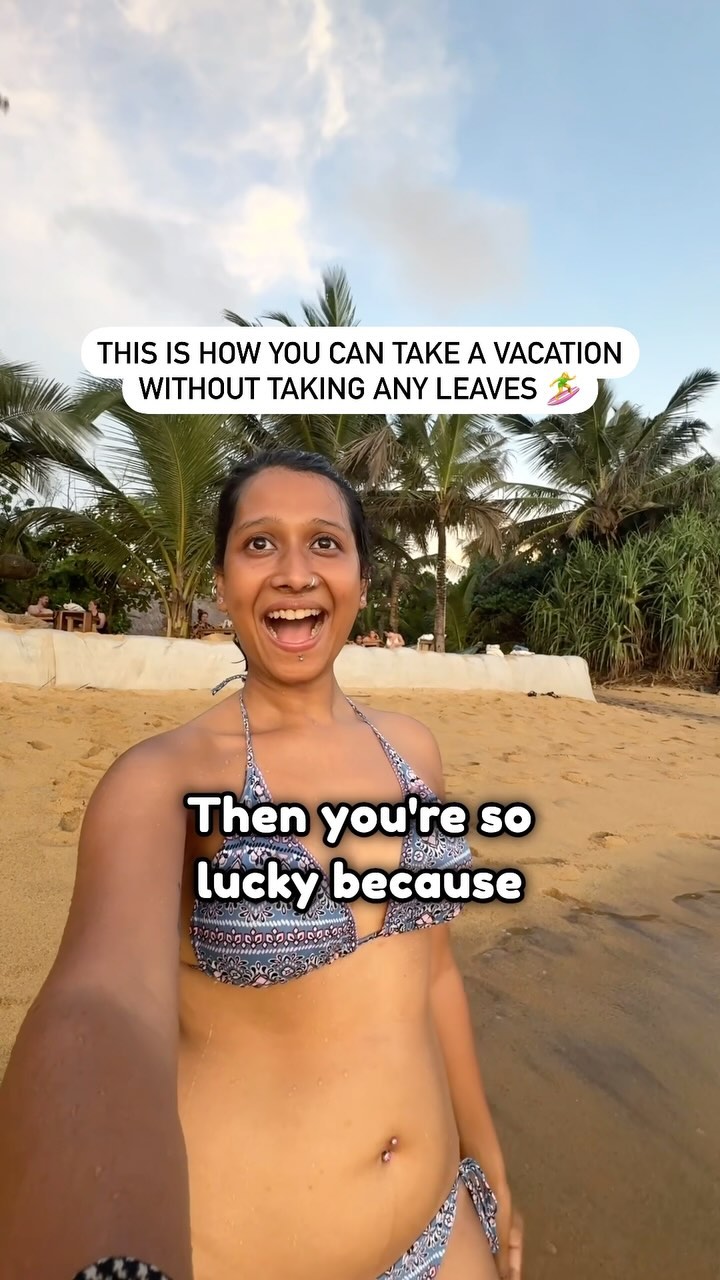 THIS IS HOW YOU CAN TAKE A VACATION
WITHOUT TAKING ANY LEAVES 🏄‍♀️
Then you're so
lucky because